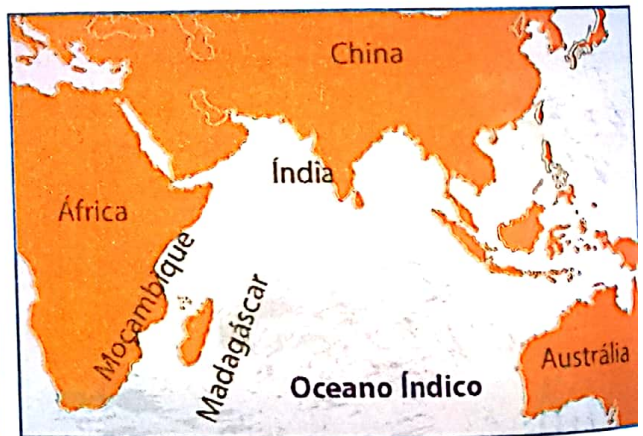 China
Índia
África
Moçambique
Madagáscar
Austrália
Oceano Índico